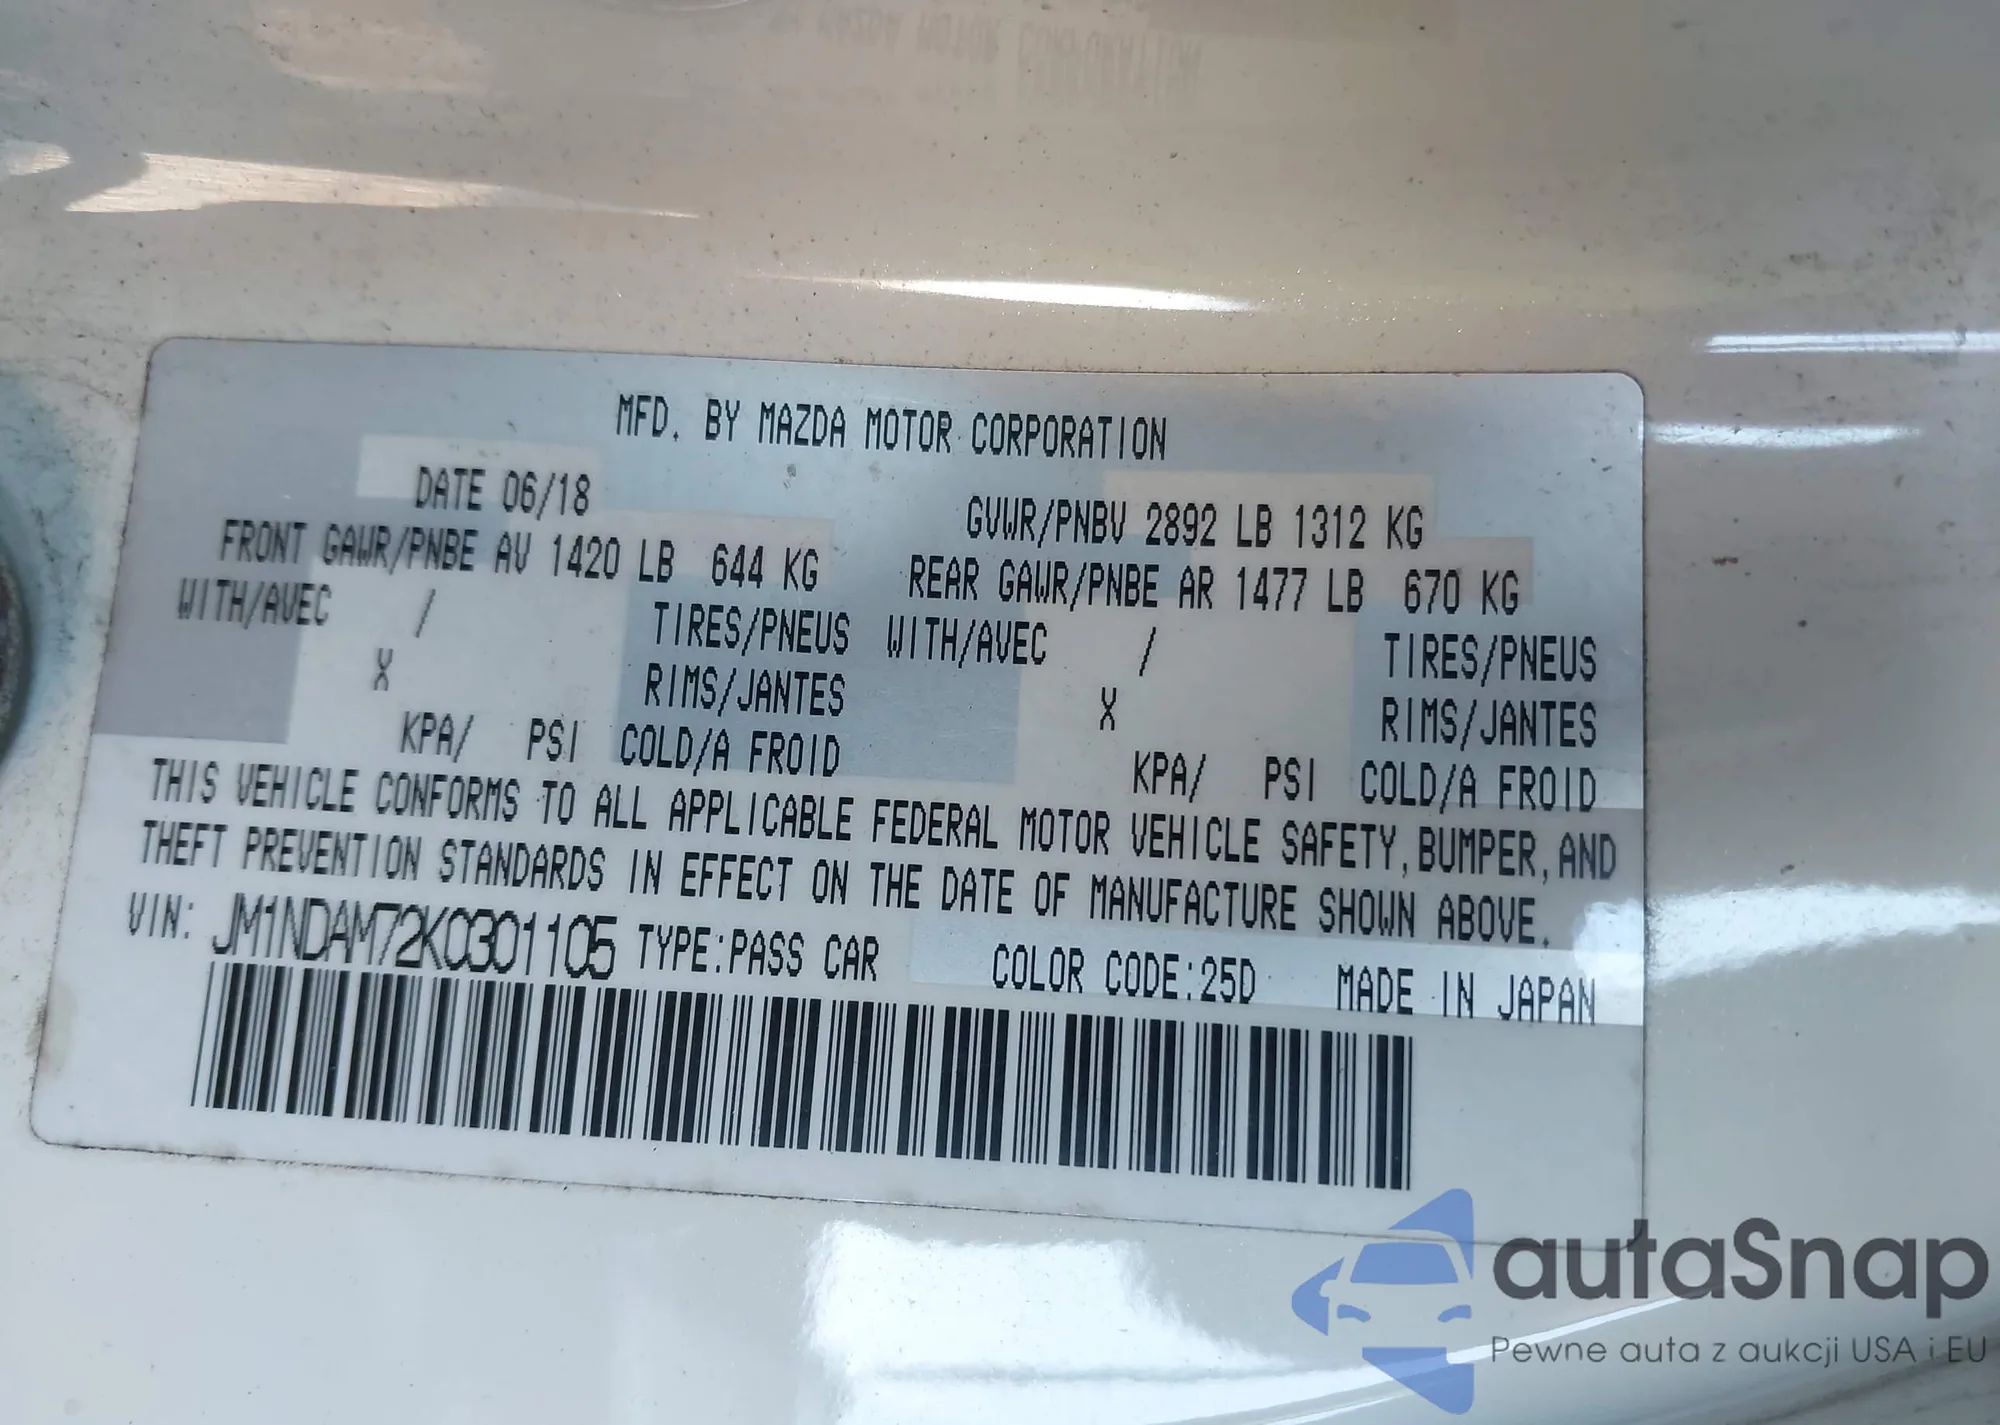 MFD. BY MAZDA MOTOR CORPORATION
DATE 06/18 GVWR/PNBV 2892 LB 1312 KG
FRONT GAWR/PNBE AV 1420 LB 644 KG REAR GAWR/PNBE AR 1477 LB 670 KG
WITH/AVEC / TIRES/PNEUS WITH/AVEC / TIRES/PNEUS
X RIMS/JANTES X RIMS/JANTES
KPA/ PSI COLD/A FROID KPA/ PSI COLD/A FROID
THIS VEHICLE CONFORMS TO ALL APPLICABLE FEDERAL MOTOR VEHICLE SAFETY, BUMPER, AND
THEFT PREVENTION STANDARDS IN EFFECT ON THE DATE OF MANUFACTURE SHOWN ABOVE.
VIN: JM1NDAM72K0301105 TYPE:PASS CAR COLOR CODE:25D MADE IN JAPAN
autaSnap
Pewne auta z aukcji USA i EU